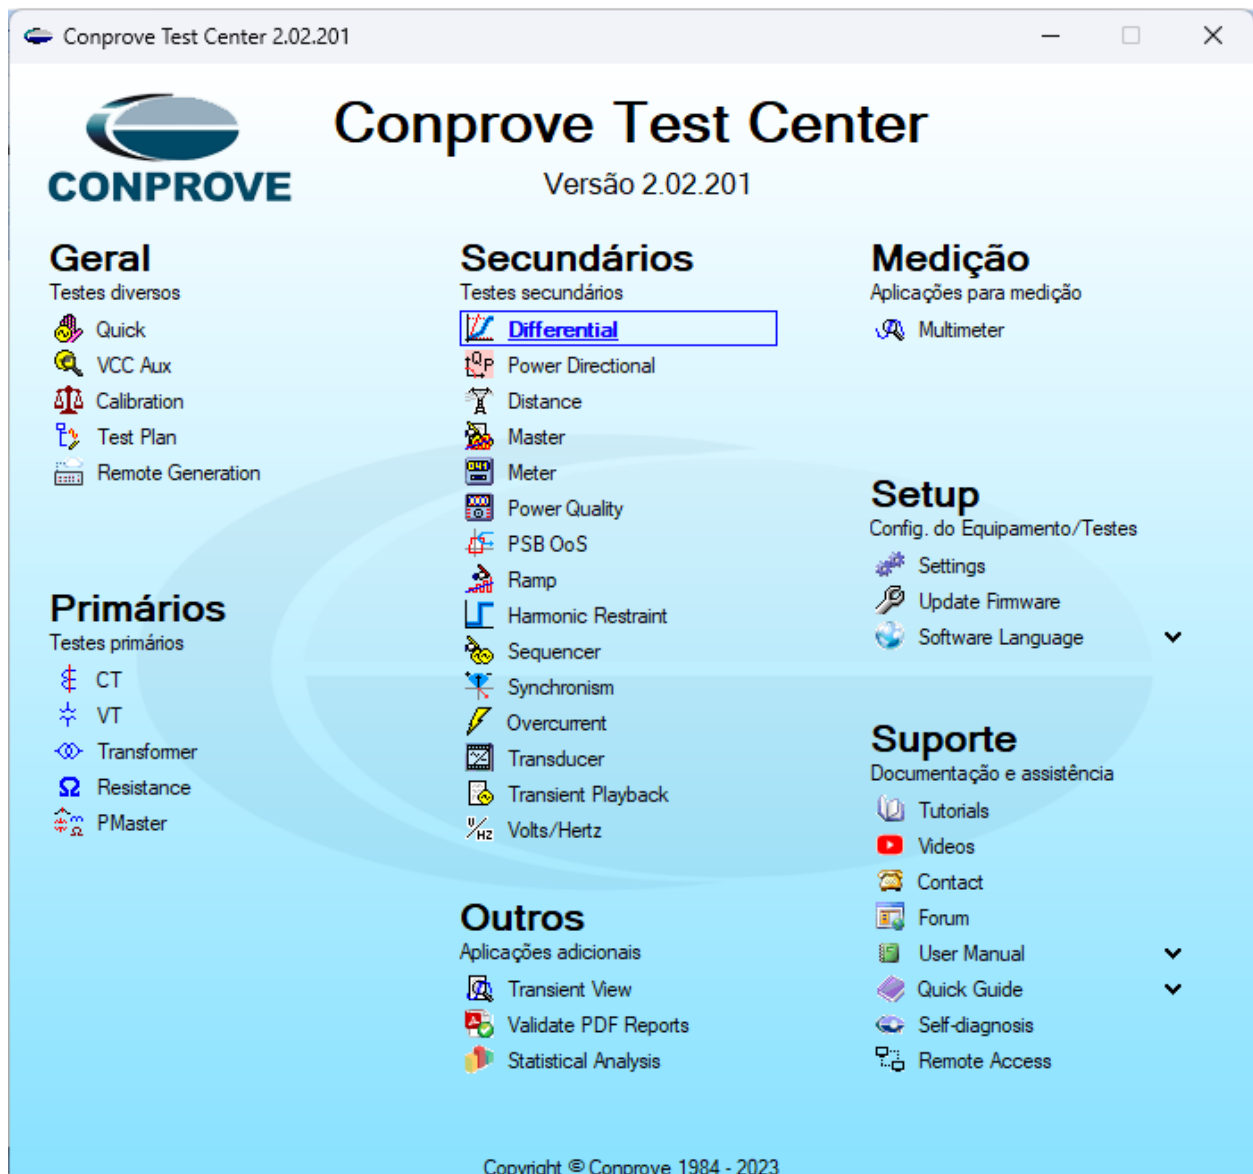 Conprove Test Center 2.02.201
CONPROVE
Conprove Test Center
Versão 2.02.201
Geral
Testes diversos
Quick
VCC Aux
Calibration
Test Plan
Remote Generation
Primários
Testes primários
CT
VT
Transformer
Resistance
PMaster
Secundários
Testes secundários
Differential
Power Directional
Distance
Master
Meter
Power Quality
PSB OoS
Ramp
Harmonic Restraint
Sequencer
Synchronism
Overcurrent
Transducer
Transient Playback
Volts/Hertz
Outros
Aplicações adicionais
Transient View
Validate PDF Reports
Statistical Analysis
Medição
Aplicações para medição
Multimeter
Setup
Config. do Equipamento/Testes
Settings
Update Firmware
Software Language
Suporte
Documentação e assistência
Tutorials
Videos
Contact
Forum
User Manual
Quick Guide
Self-diagnosis
Remote Access
Copyright © Conprove 1984 - 2023